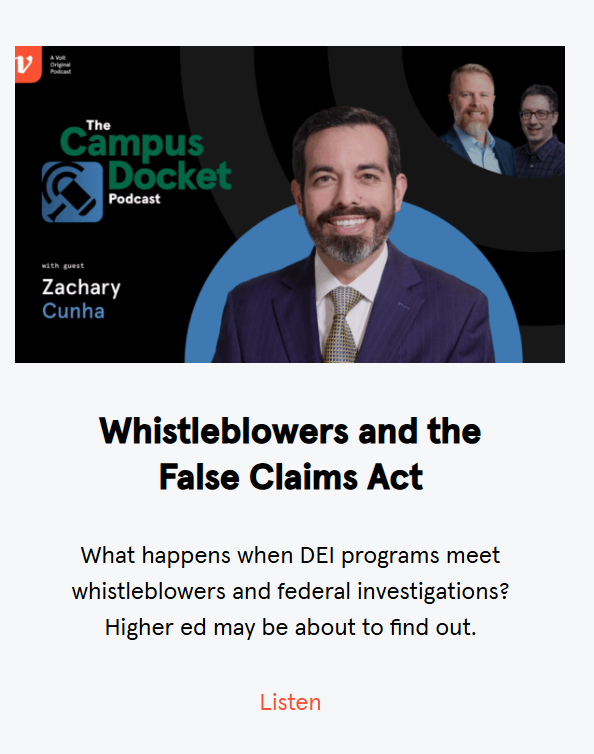 V
A Volt
Original
Podcast
The
Campus
Docket
Podcast
with guest
Zachary
Cunha
Whistleblowers and the
False Claims Act
What happens when DEI programs meet
whistleblowers and federal investigations?
Higher ed may be about to find out.
Listen